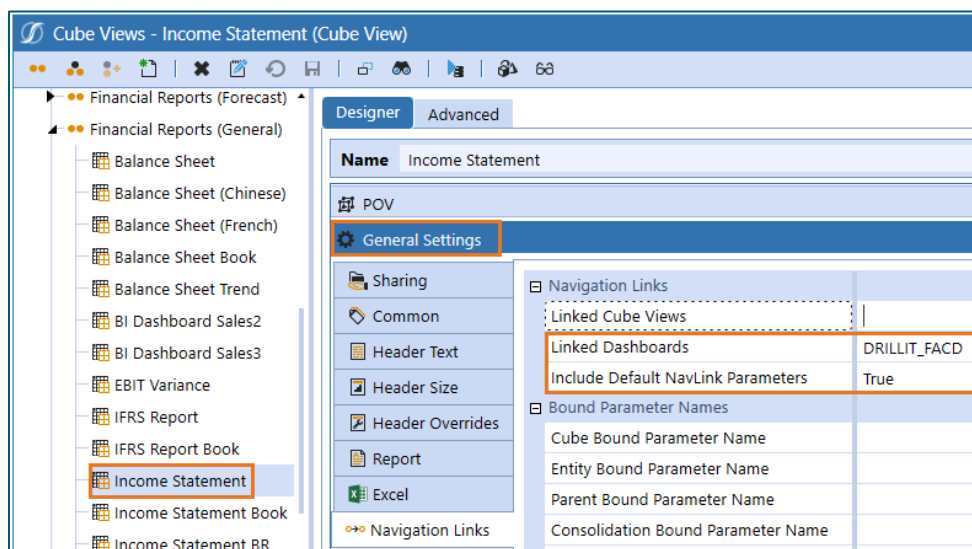 Cube Views - Income Statement (Cube View)
Financial Reports (Forecast)
Financial Reports (General)
Balance Sheet
Balance Sheet (Chinese)
Balance Sheet (French)
Balance Sheet Book
Balance Sheet Trend
BI Dashboard Sales2
BI Dashboard Sales3
EBIT Variance
IFRS Report
IFRS Report Book
Income Statement
Income Statement Book
Income Statement BR
Designer Advanced
Name Income Statement
POV
General Settings
Sharing
Common
Header Text
Header Size
Header Overrides
Report
Excel
Navigation Links
Navigation Links
Linked Cube Views
Linked Dashboards DRILLIT_FACD
Include Default NavLink Parameters True
Bound Parameter Names
Cube Bound Parameter Name
Entity Bound Parameter Name
Parent Bound Parameter Name
Consolidation Bound Parameter Name